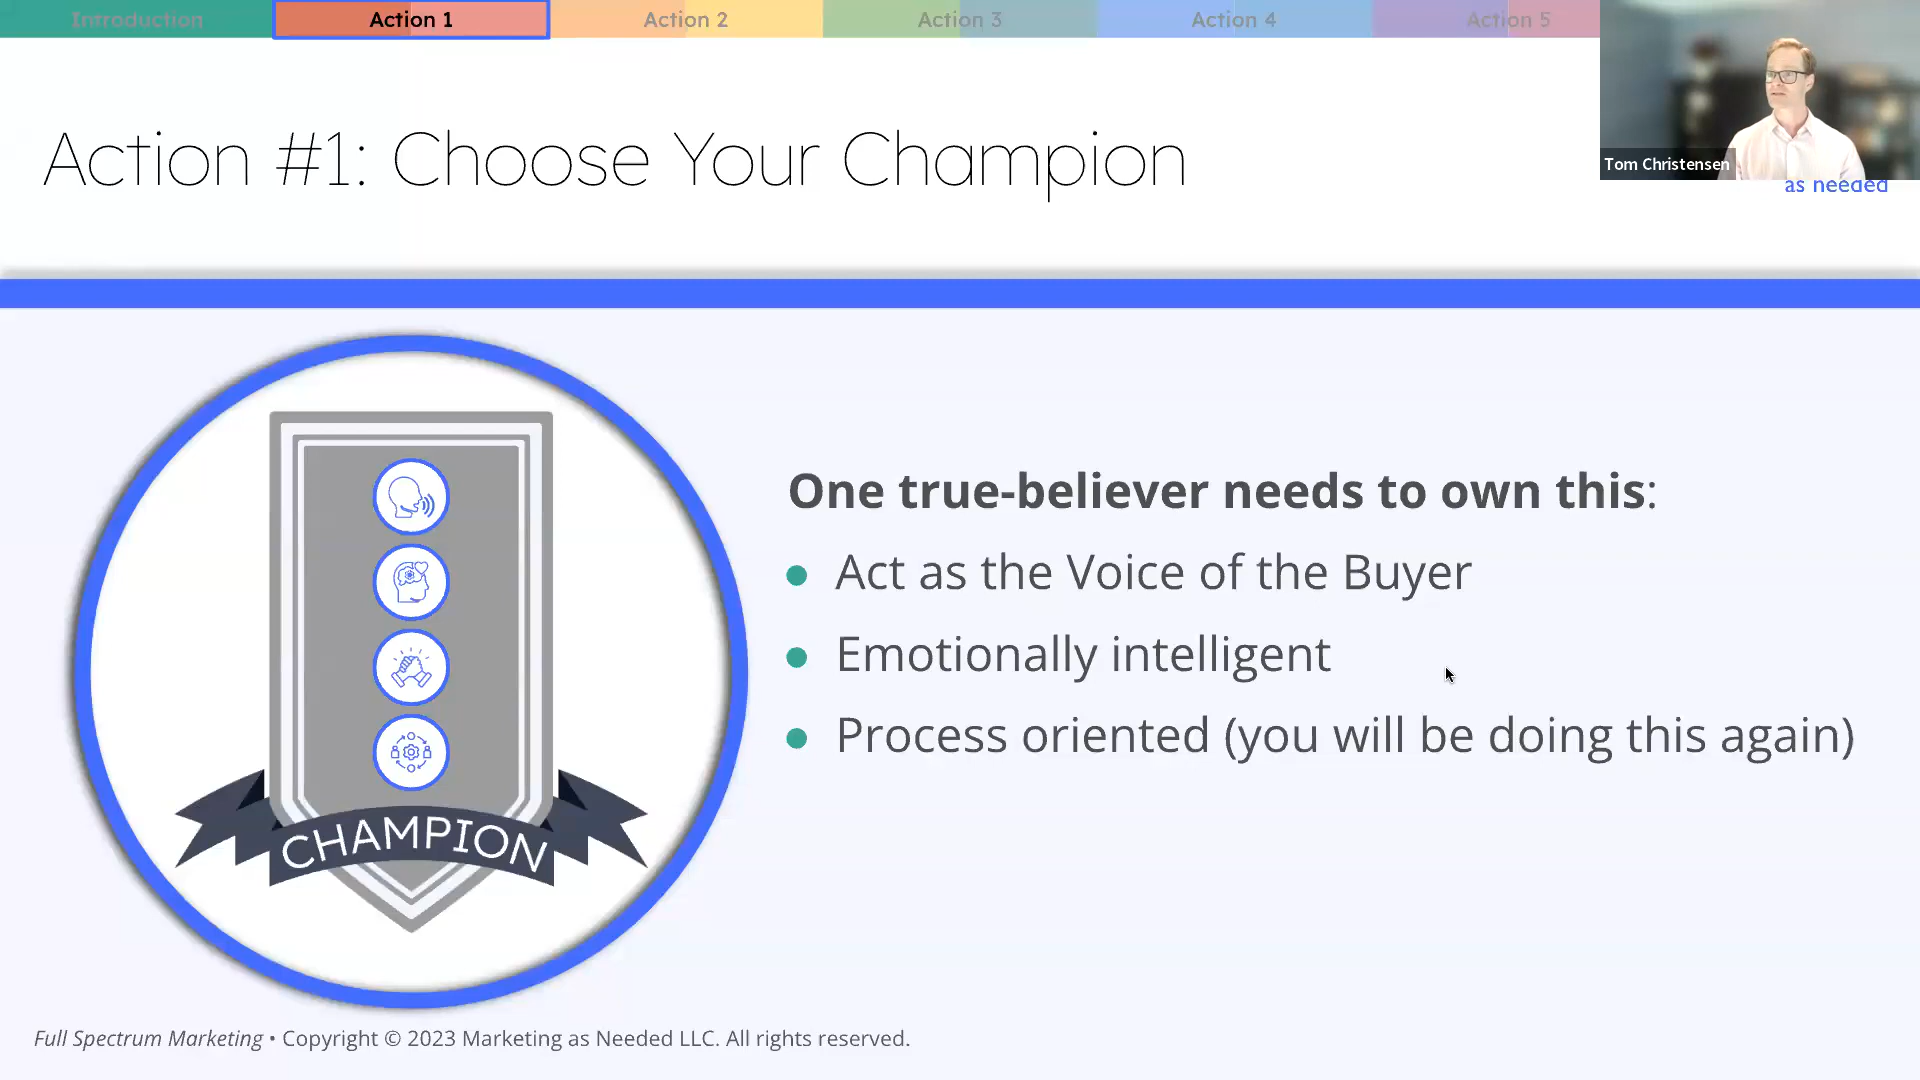 Introduction
Action 1
Action 2
Action 3
Action 4
Action 5
Tom Christensen
as needed
Action #1: Choose Your Champion
CHAMPION
One true-believer needs to own this:
Act as the Voice of the Buyer
Emotionally intelligent
Process oriented (you will be doing this again)
Full Spectrum Marketing • Copyright © 2023 Marketing as Needed LLC. All rights reserved.